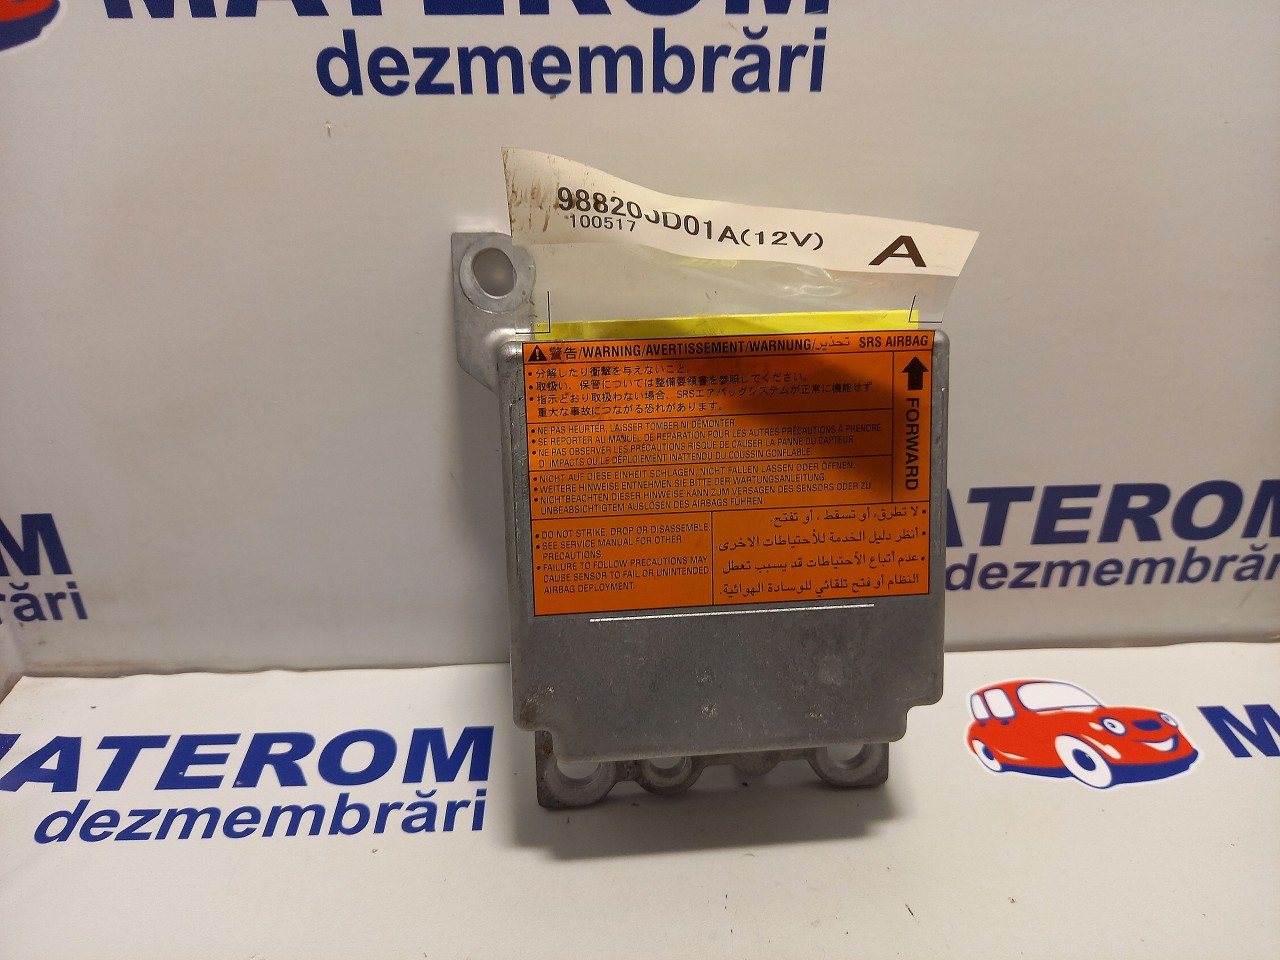 MATEROM
dezmembrări
988200JD01A(12V)
100517
A
警告/WARNING/AVERTISSEMENT/WARNUNG/تحذير SRS AIRBAG
• 分解したり衝撃を与えないこと。
• 取扱い、保管については整備要領書を参照してください。
• 指示どおり取扱わない場合、SRSエアバッグシステムが正常に機能せず
重大な事故につながる恐れがあります。
FORWARD
• NE PAS HEURTER, LAISSER TOMBER NI DEMONTER.
• SE REPORTER AU MANUEL DE REPARATION POUR LES AUTRES PRÉCAUTIONS À PRENDRE.
• NE PAS OBSERVER LES PRÉCAUTIONS RISQUE DE CAUSER LA PANNE DU CAPTEUR
D' IMPACTS OU LE DÉPLOIEMENT INATTENDU DU COUSSIN GONFLABLE
• NICHT AUF DIESE EINHEIT SCHLAGEN, NICHT FALLEN LASSEN ODER ÖFFNEN.
• WEITERE HINWEISE ENTNEHMEN SIE BITTE DER WARTUNGSANLEITUNG.
• NICHTBEACHTEN DIESER HINWEISE KANN ZUM VERSAGEN DES SENSORS ODER ZU
UNBEABSICHTIGTEM AUSLÖSEN DES AIRBAGS FÜHREN.
• DO NOT STRIKE, DROP OR DISASSEMBLE.
• SEE SERVICE MANUAL FOR OTHER
PRECAUTIONS.
• FAILURE TO FOLLOW PRECAUTIONS MAY
CAUSE SENSOR TO FAIL OR UNINTENDED
AIRBAG DEPLOYMENT.
• لا تطرق، أو تسقط ، أو تفتح.
• أنظر دليل الخدمة للأحتياطات الاخرى.
• عدم أتباع الأحتياطات قد يسبب تعطل
النظام أو فتح تلقائي للوسادة الهوائية.
OM
mbrări
MATEROM
dezmembrări
MATEROM
dezmembrări
M